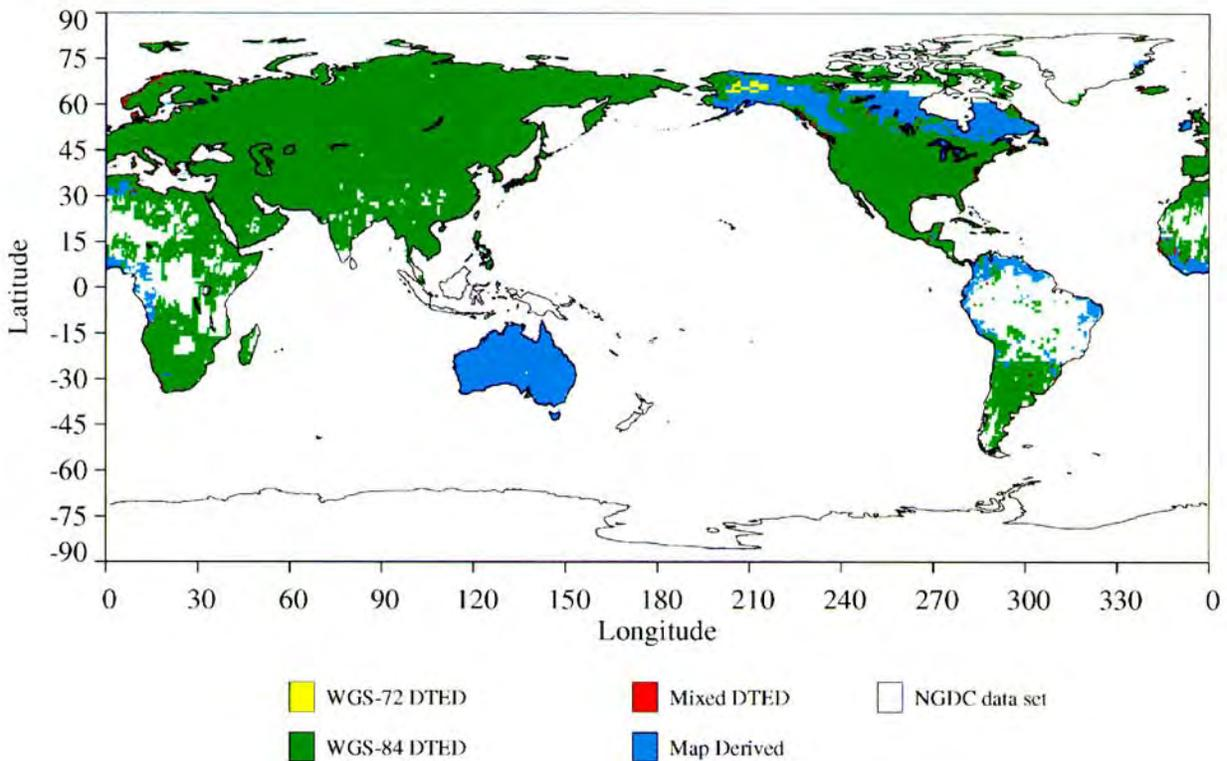 90
75
60
45
30
15
0
-15
-30
-45
-60
-75
-90
Latitude
0 30 60 90 120 150 180 210 240 270 300 330 0
Longitude
WGS-72 DTED
Mixed DTED
NGDC data set
WGS-84 DTED
Map Derived